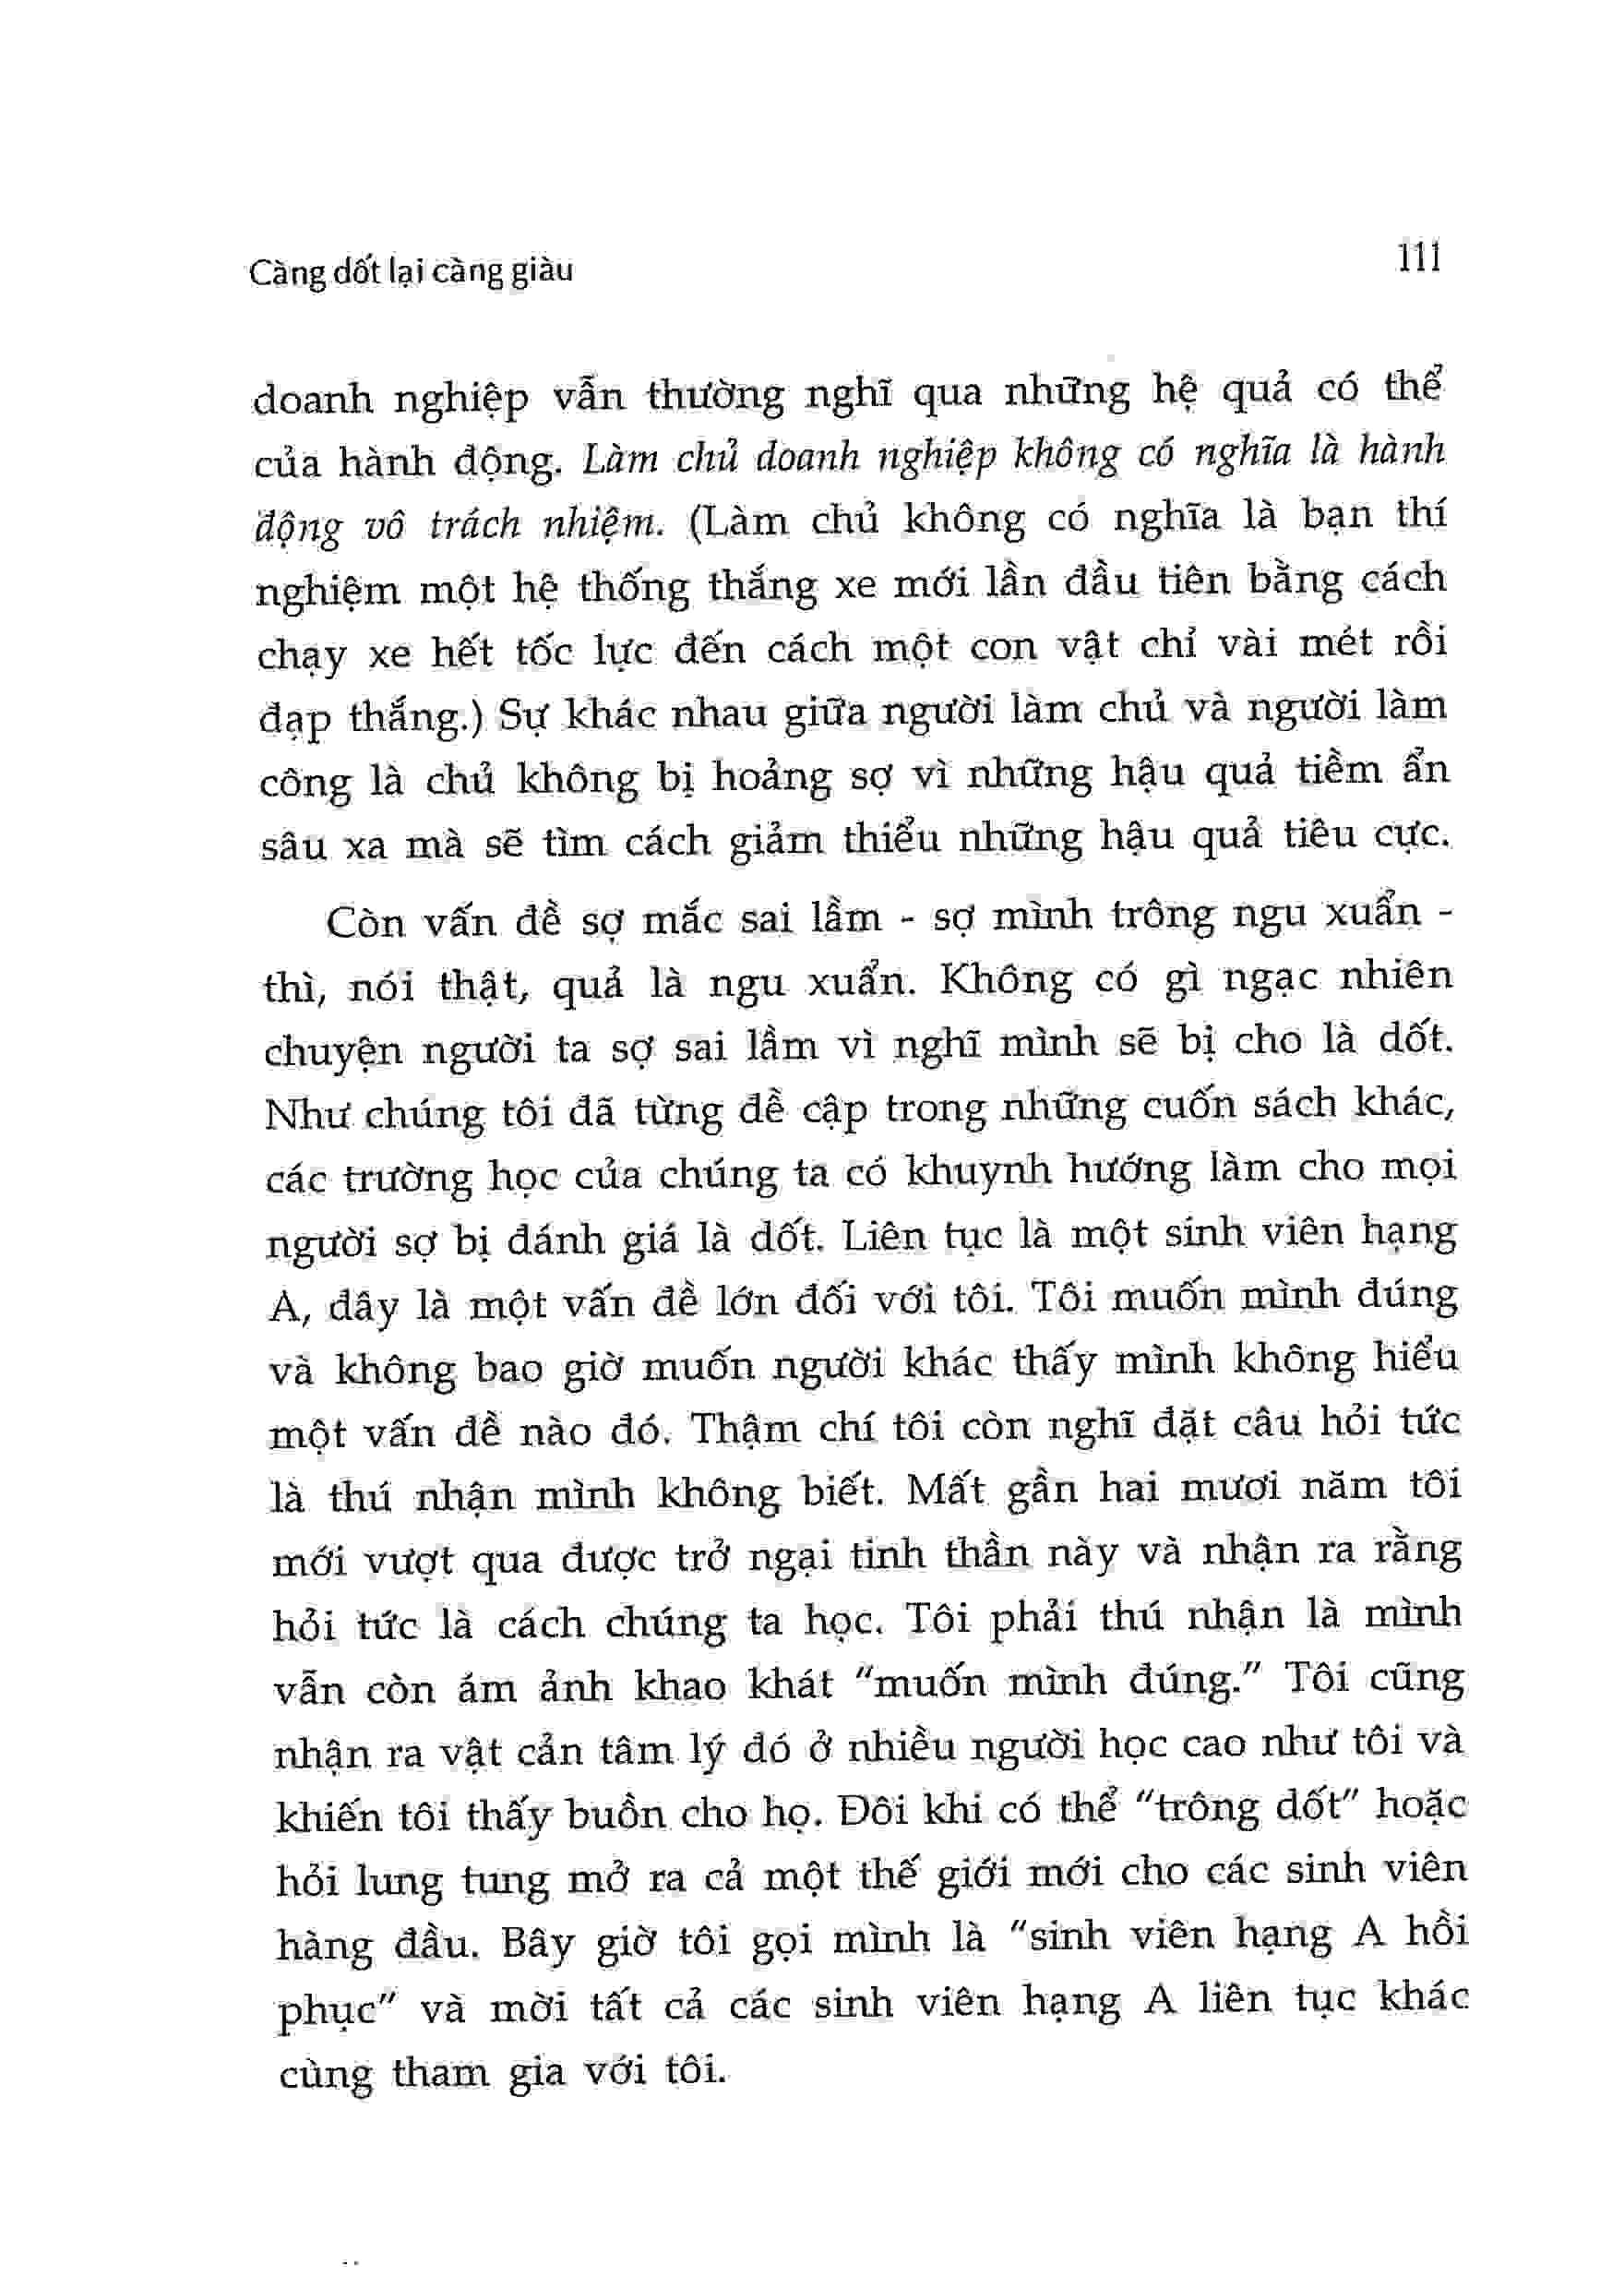 Càng dốt lại càng giàu
111
doanh nghiệp vẫn thường nghĩ qua những hệ quả có thể
của hành động. Làm chủ doanh nghiệp không có nghĩa là hành
động vô trách nhiệm. (Làm chủ không có nghĩa là bạn thí
nghiệm một hệ thống thắng xe mới lần đầu tiên bằng cách
chạy xe hết tốc lực đến cách một con vật chỉ vài mét rồi
đạp thắng.) Sự khác nhau giữa người làm chủ và người làm
công là chủ không bị hoảng sợ vì những hậu quả tiềm ẩn
sâu xa mà sẽ tìm cách giảm thiểu những hậu quả tiêu cực.
Còn vấn đề sợ mắc sai lầm - sợ mình trông ngu xuẩn -
thì, nói thật, quả là ngu xuẩn. Không có gì ngạc nhiên
chuyện người ta sợ sai lầm vì nghĩ mình sẽ bị cho là dốt.
Như chúng tôi đã từng đề cập trong những cuốn sách khác,
các trường học của chúng ta có khuynh hướng làm cho mọi
người sợ bị đánh giá là dốt. Liên tục là một sinh viên hạng
A, đây là một vấn đề lớn đối với tôi. Tôi muốn mình đúng
và không bao giờ muốn người khác thấy mình không hiểu
một vấn đề nào đó. Thậm chí tôi còn nghĩ đặt câu hỏi tức
là thú nhận mình không biết. Mất gần hai mươi năm tôi
mới vượt qua được trở ngại tinh thần này và nhận ra rằng
hỏi tức là cách chúng ta học. Tôi phải thú nhận là mình
vẫn còn ám ảnh khao khát "muốn mình đúng." Tôi cũng
nhận ra vật cản tâm lý đó ở nhiều người học cao như tôi và
khiến tôi thấy buồn cho họ. Đôi khi có thể "trông dốt" hoặc
hỏi lung tung mở ra cả một thế giới mới cho các sinh viên
hàng đầu. Bây giờ tôi gọi mình là "sinh viên hạng A hồi
phục" và mời tất cả các sinh viên hạng A liên tục khác
cùng tham gia với tôi.